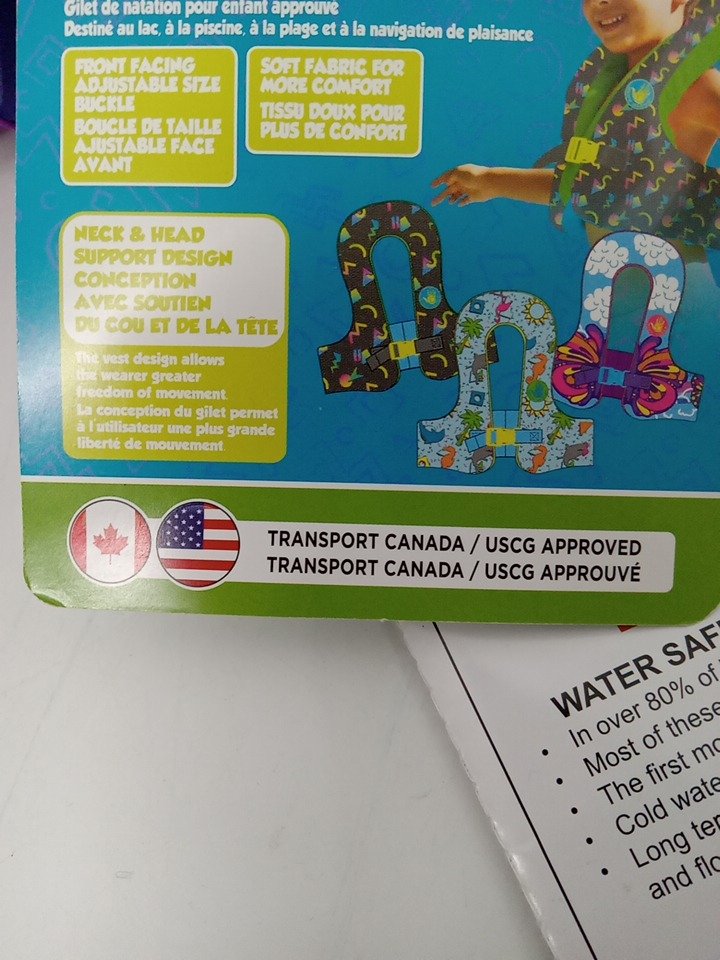 Gilet de natation pour enfant approuvé
Destiné au lac, à la piscine, à la plage et à la navigation de plaisance
FRONT FACING
ADJUSTABLE SIZE
BUCKLE
BOUCLE DE TAILLE
AJUSTABLE FACE
AVANT
SOFT FABRIC FOR
MORE COMFORT
TISSU DOUX POUR
PLUS DE CONFORT
NECK & HEAD
SUPPORT DESIGN
CONCEPTION
AVEC SOUTIEN
DU COU ET DE LA TÊTE
The vest design allows
the wearer greater
freedom of movement.
La conception du gilet permet
à l'utilisateur une plus grande
liberté de mouvement.
TRANSPORT CANADA / USCG APPROVED
TRANSPORT CANADA / USCG APPROUVÉ
WATER SAF
• In over 80% of
• Most of these
• The first mo
• Cold wate
• Long ter
and flo